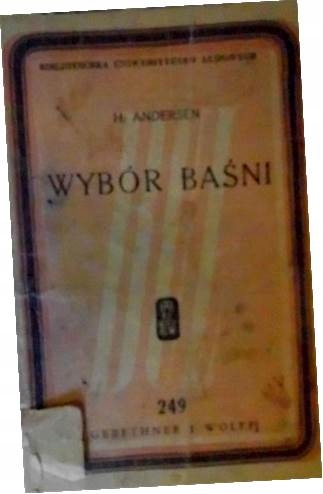 BIBLIOTECZKA UNIWERSYTETÓW LUDOWYCH
H. ANDERSEN
WYBÓR BAŚNI
249
GEBETHNER I WOLFF